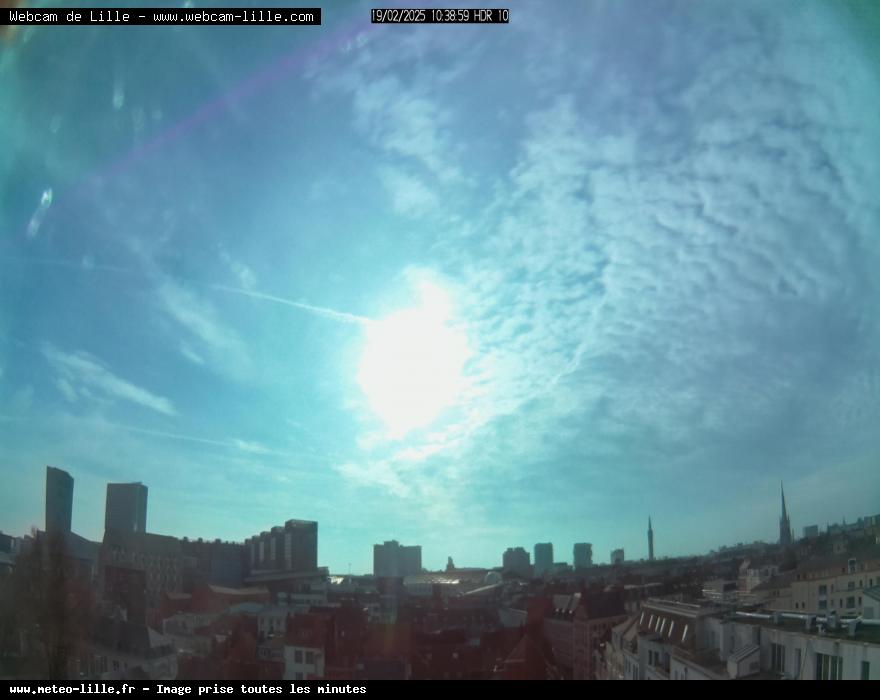 Webcam de Lille - www.webcam-lille.com
19/02/2025 10:38:59 HDR 10
www.meteo-lille.fr - Image prise toutes les minutes